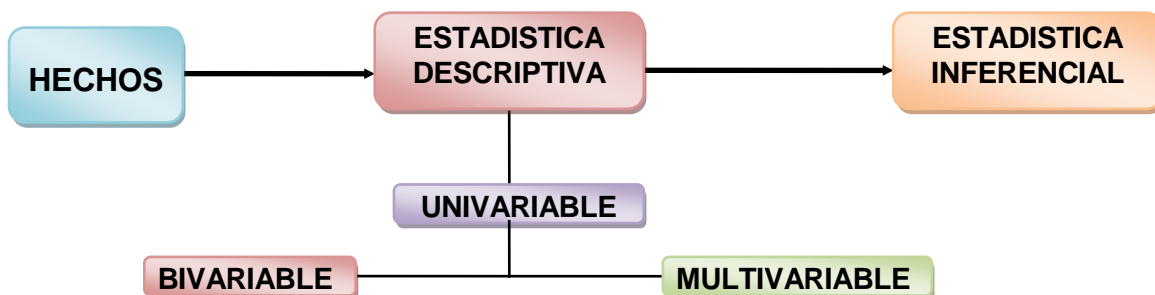 HECHOS
ESTADISTICA
DESCRIPTIVA
ESTADISTICA
INFERENCIAL
UNIVARIABLE
BIVARIABLE
MULTIVARIABLE